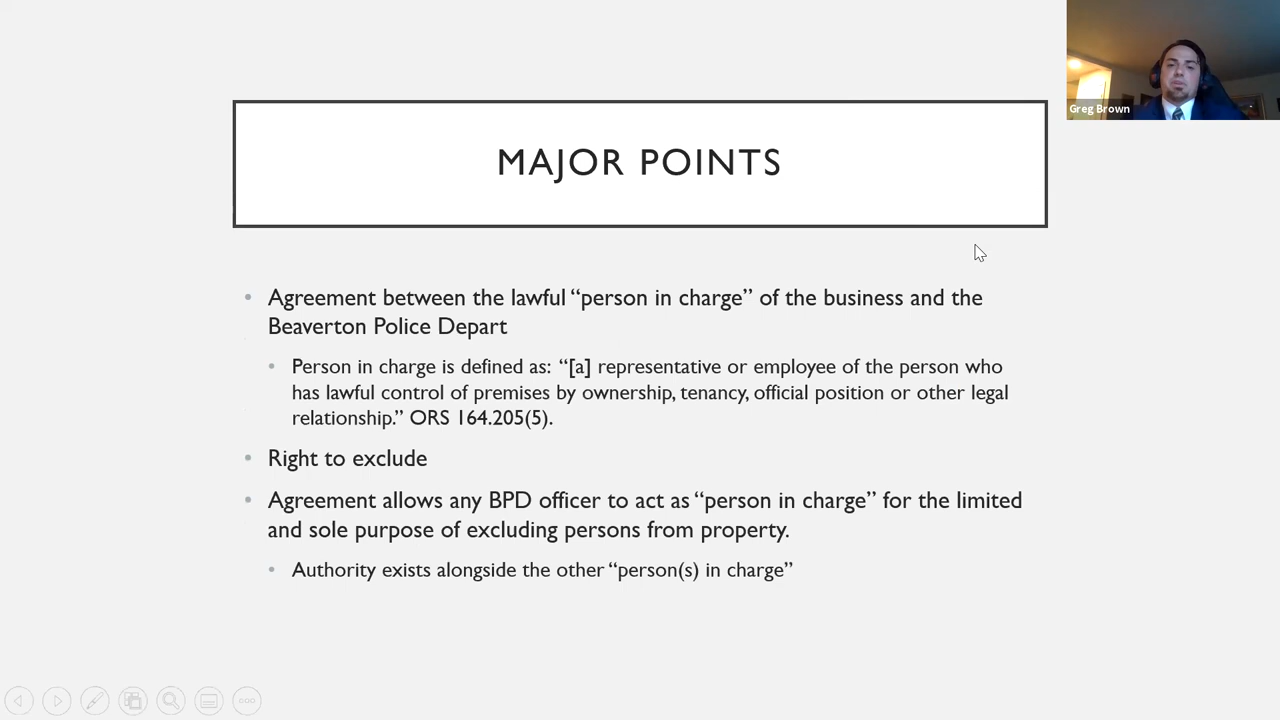 Greg Brown
MAJOR POINTS
• Agreement between the lawful “person in charge” of the business and the
Beaverton Police Depart
• Person in charge is defined as: “[a] representative or employee of the person who
has lawful control of premises by ownership, tenancy, official position or other legal
relationship.” ORS 164.205(5).
• Right to exclude
• Agreement allows any BPD officer to act as “person in charge” for the limited
and sole purpose of excluding persons from property.
• Authority exists alongside the other “person(s) in charge”